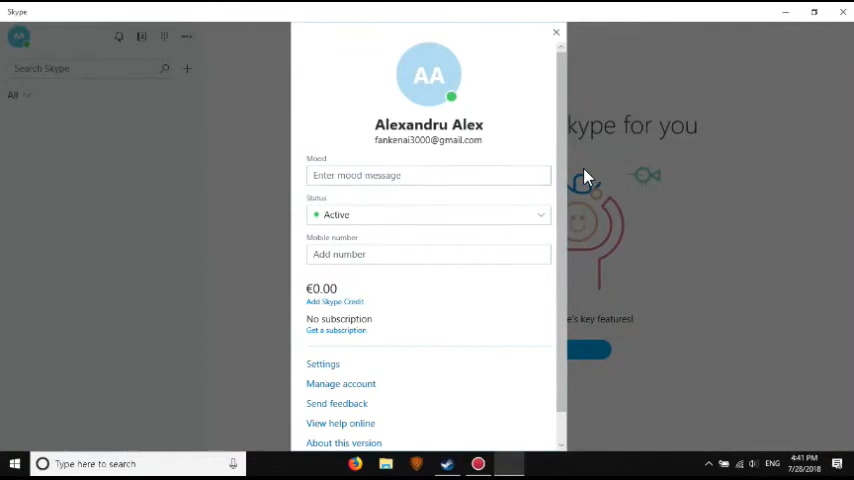 Skype
AA
Search Skype
All
AA
Alexandru Alex
fankenai3000@gmail.com
Mood
Enter mood message
Status
Active
Mobile number
Add number
€0.00
Add Skype Credit
No subscription
Get a subscription
Settings
Manage account
Send feedback
View help online
About this version
kype for you
e's key features!
Type here to search
ENG
4:41 PM
7/28/2018